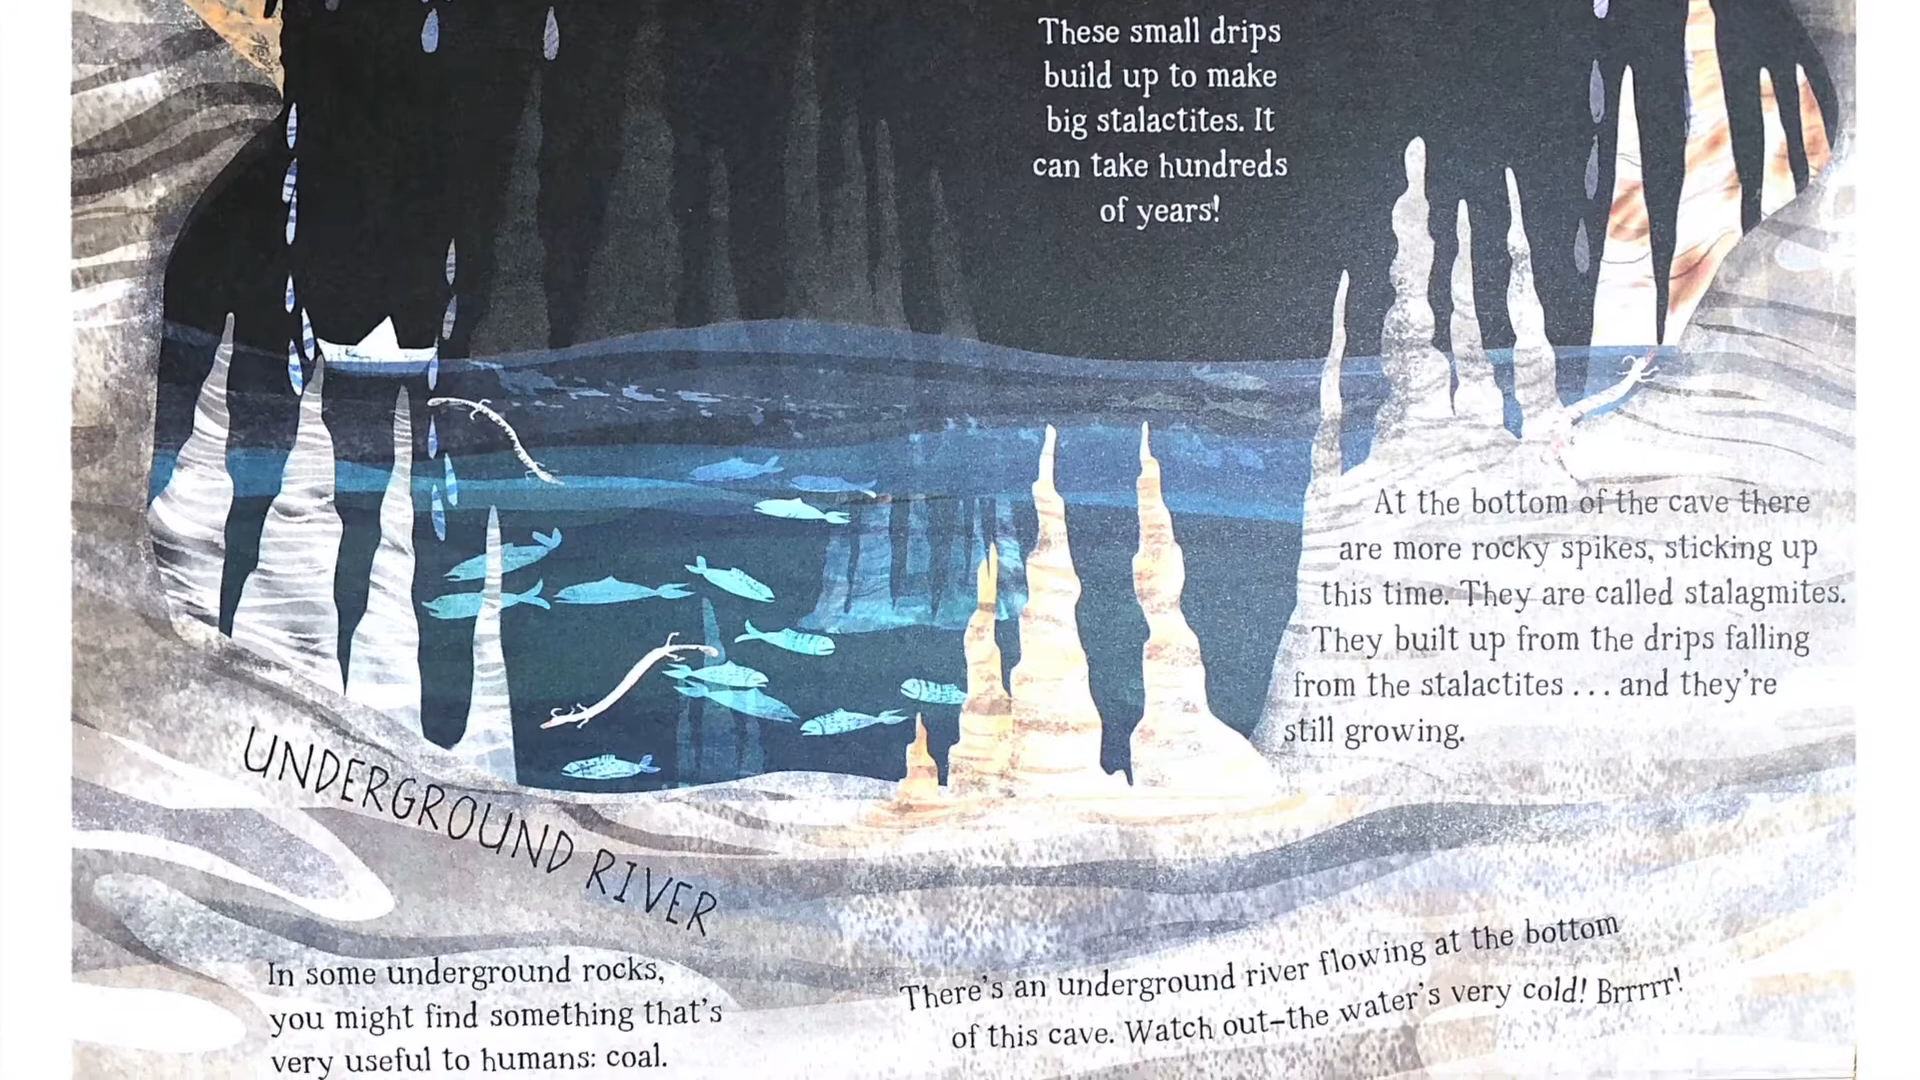 These small drips
build up to make
big stalactites. It
can take hundreds
of years!
At the bottom of the cave there
are more rocky spikes, sticking up
this time. They are called stalagmites.
They built up from the drips falling
from the stalactites . . . and they're
still growing.
UNDERGROUND RIVER
In some underground rocks,
you might find something that's
very useful to humans: coal.
There's an underground river flowing at the bottom
of this cave. Watch out–the water's very cold! Brrrrr!